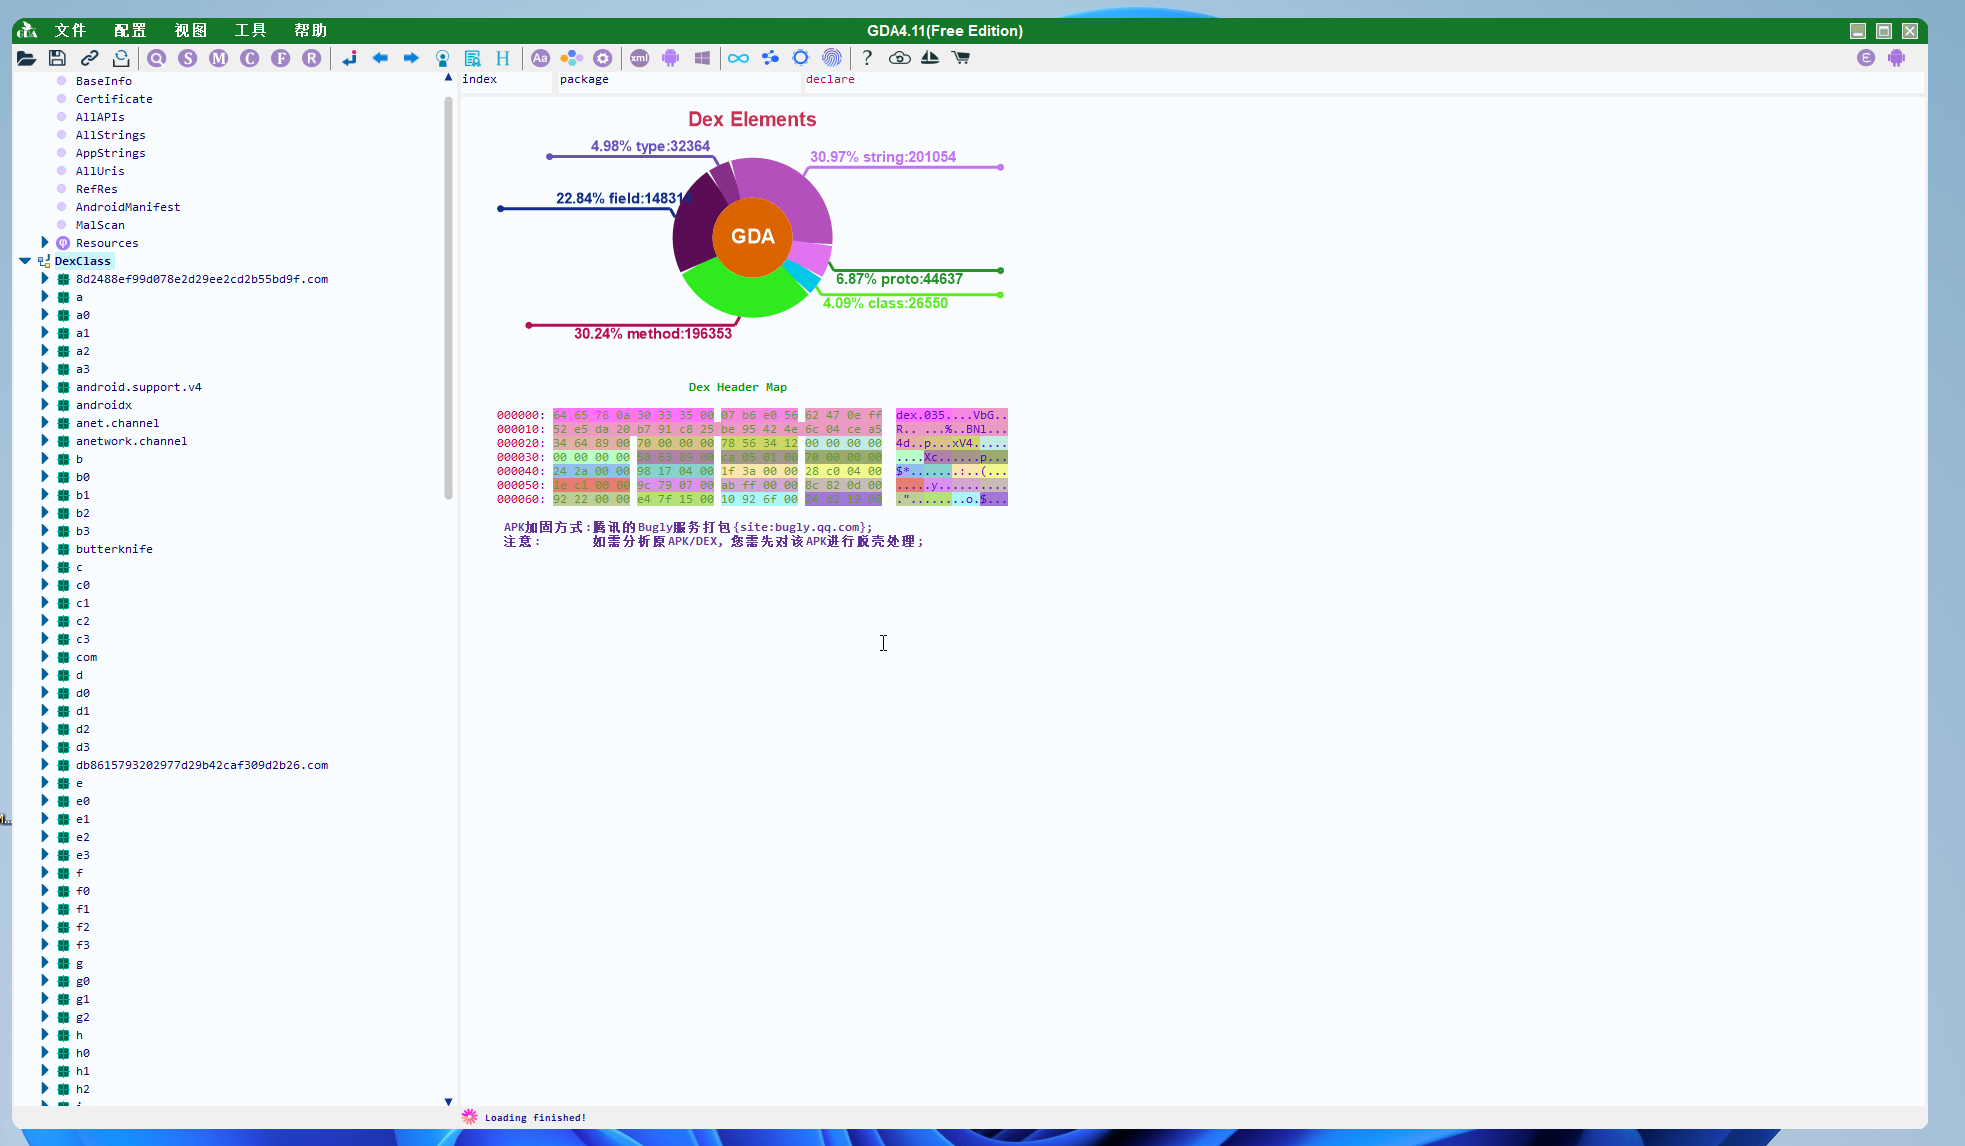 GDA 文件 配置 视图 工具 帮助 GDA4.11(Free Edition)
Q S M C F R H Aa xml ?
BaseInfo
Certificate
AllAPIs
AllStrings
AppStrings
AllUris
RefRes
AndroidManifest
MalScan
Resources
DexClass
8d2488ef99d078e2d29ee2cd2b55bd9f.com
a
a0
a1
a2
a3
android.support.v4
androidx
anet.channel
anetwork.channel
b
b0
b1
b2
b3
butterknife
c
c0
c1
c2
c3
com
d
d0
d1
d2
d3
db8615793202977d29b42caf309d2b26.com
e
e0
e1
e2
e3
f
f0
f1
f2
f3
g
g0
g1
g2
h
h0
h1
h2
index package declare
Dex Elements
4.98% type:32364
30.97% string:201054
22.84% field:14831
GDA
6.87% proto:44637
4.09% class:26550
30.24% method:196353
Dex Header Map
000000: 64 65 78 0a 30 33 35 00 07 b6 e0 56 62 47 0e ff dex.035....VbG..
000010: 52 e5 da 20 b7 91 c8 25 be 95 42 4e 6c 04 ce a5 R.. ...%..BNl...
000020: 34 64 89 00 70 00 00 00 78 56 34 12 00 00 00 00 4d..p...xV4.....
000030: 00 00 00 00 58 63 89 00 ca 05 01 00 70 00 00 00 ....Xc......p...
000040: 24 2a 00 00 98 17 04 00 1f 3a 00 00 28 c0 04 00 $*.......:..(...
000050: 1e c1 00 00 9c 79 07 00 ab ff 00 00 8c 82 0d 00 .....y..........
000060: 92 22 00 00 e4 7f 15 00 10 92 6f 00 24 c2 19 00 ."........o.$...
APK加固方式:腾讯的Bugly服务打包{site:bugly.qq.com};
注意: 如需分析原APK/DEX, 您需先对该APK进行脱壳处理;
Loading finished!